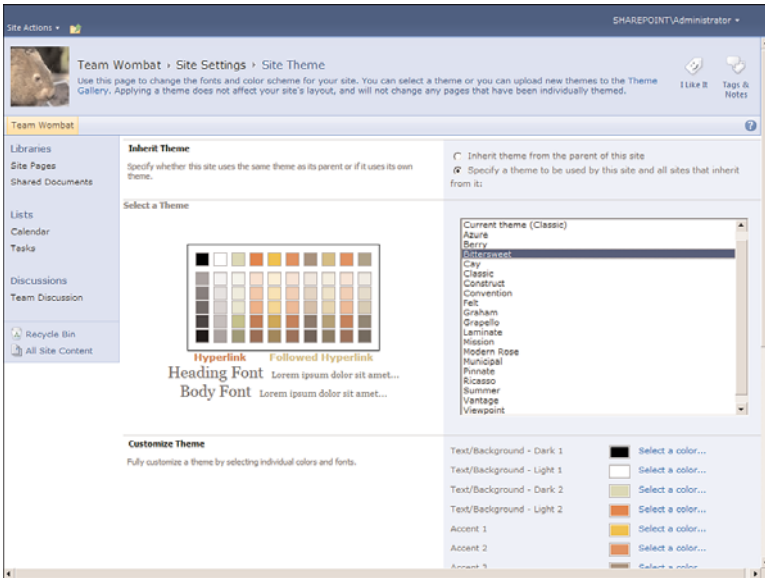 SHAREPOINT\Administrator
Site Actions
Team Wombat › Site Settings › Site Theme
Use this page to change the fonts and color scheme for your site. You can select a theme or you can upload new themes to the Theme
Gallery. Applying a theme does not affect your site's layout, and will not change any pages that have been individually themed.
I Like It
Tags &
Notes
Team Wombat
Libraries
Site Pages
Shared Documents
Lists
Calendar
Tasks
Discussions
Team Discussion
Recycle Bin
All Site Content
Inherit Theme
Specify whether this site uses the same theme as its parent or if it uses its own
theme.
Inherit theme from the parent of this site
Specify a theme to be used by this site and all sites that inherit
from it:
Select a Theme
Hyperlink Followed Hyperlink
Heading Font Lorem ipsum dolor sit amet...
Body Font Lorem ipsum dolor sit amet...
Current theme (Classic)
Azure
Berry
Bittersweet
Cay
Classic
Construct
Convention
Felt
Graham
Grapello
Laminate
Mission
Modern Rose
Municipal
Pinnate
Ricasso
Summer
Vantage
Viewpoint
Customize Theme
Fully customize a theme by selecting individual colors and fonts.
Text/Background - Dark 1 Select a color...
Text/Background - Light 1 Select a color...
Text/Background - Dark 2 Select a color...
Text/Background - Light 2 Select a color...
Accent 1 Select a color...
Accent 2 Select a color...
Accent 3 Select a color...